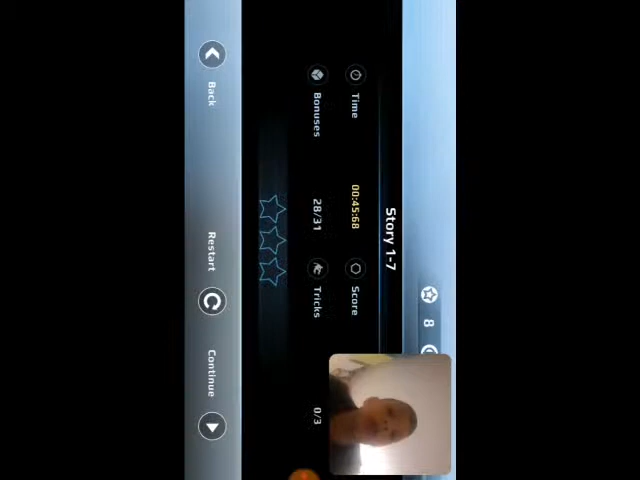 8
Story 1-7
Time 00:45:68 Score
Bonuses 28/31 Tricks 0/3
Back Restart Continue